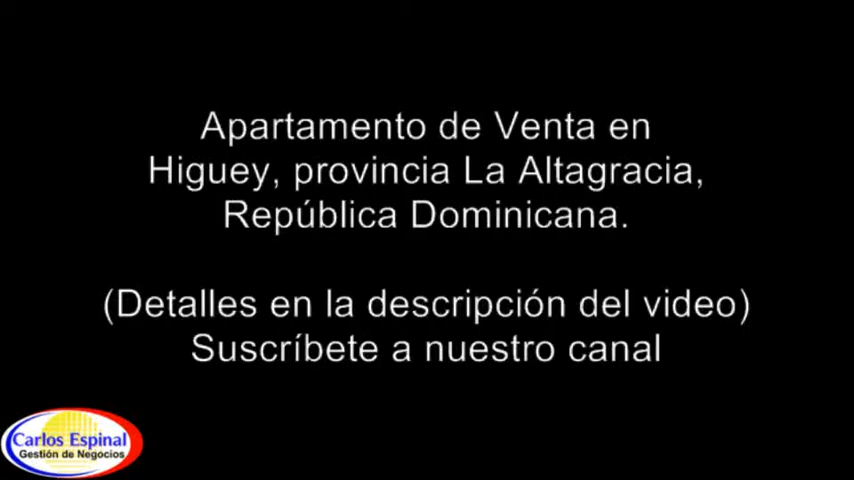 Apartamento de Venta en
Higuey, provincia La Altagracia,
República Dominicana.
(Detalles en la descripción del video)
Suscríbete a nuestro canal
Carlos Espinal
Gestión de Negocios